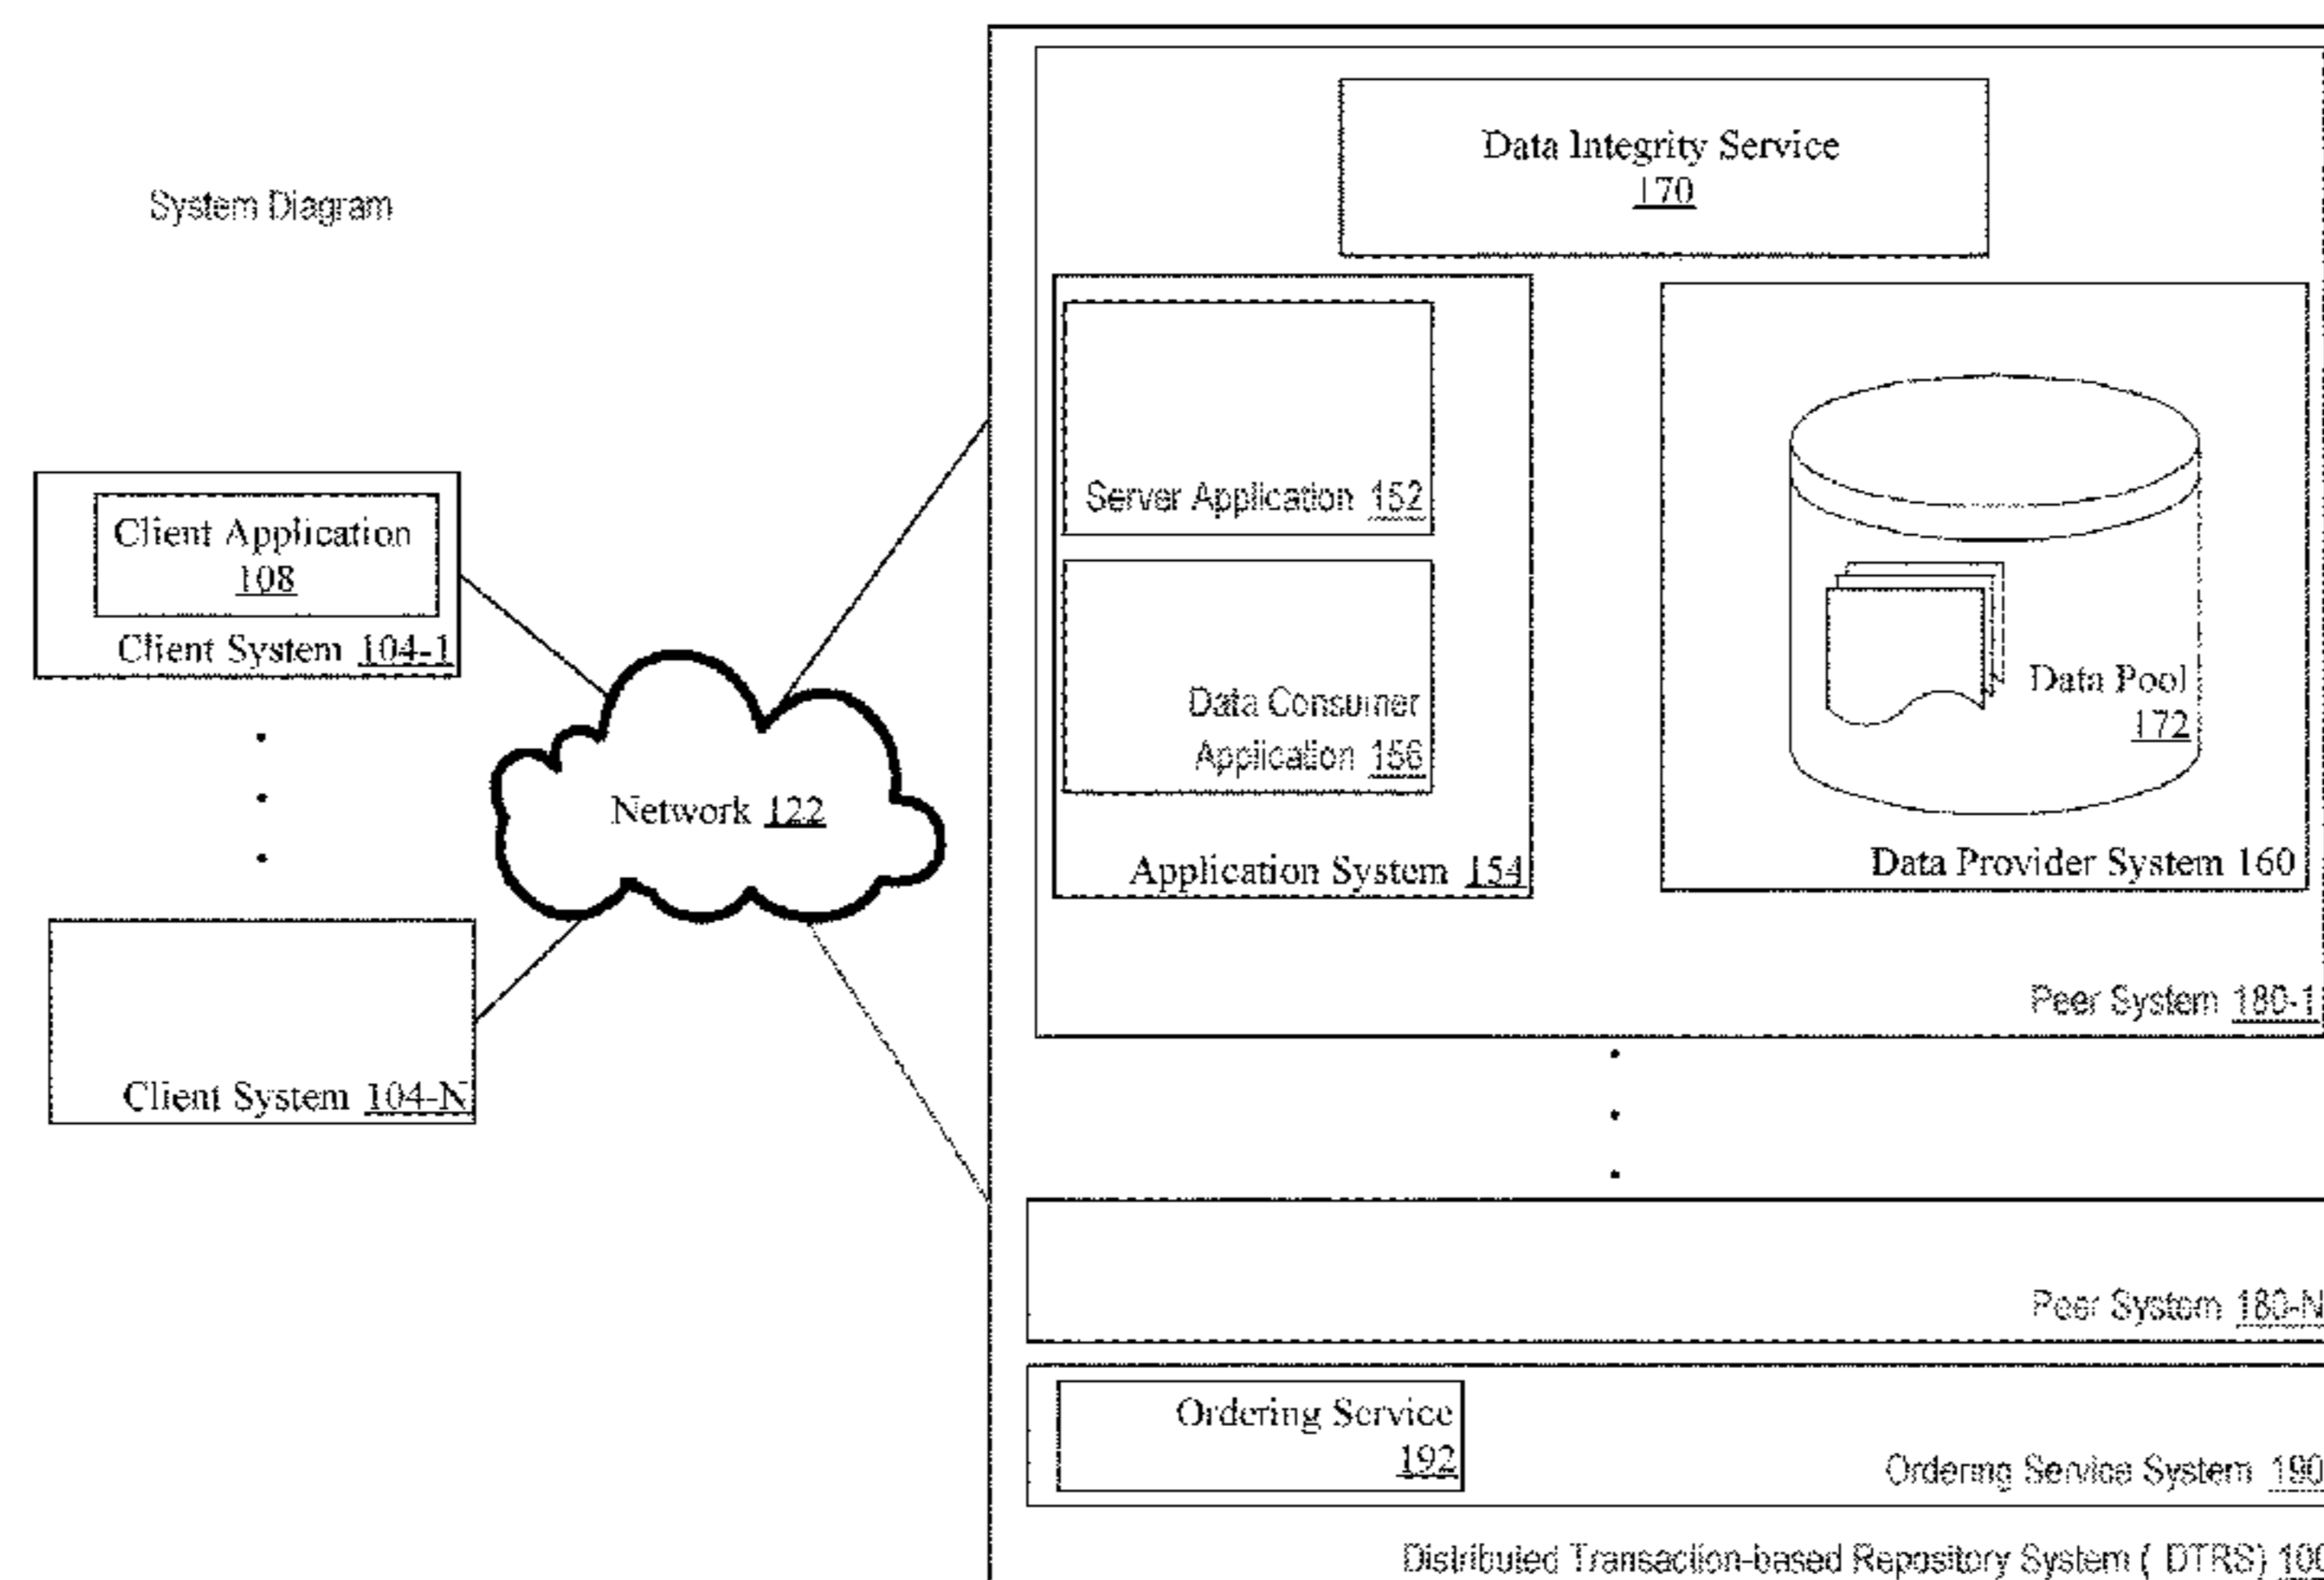 System Diagram
Data Integrity Service
170
Server Application 152
Client Application
108
Client System 104-1
Data Consumer
Application 156
Data Pool
172
Network 122
Application System 154
Data Provider System 160
Peer System 180-1
Client System 104-N
Peer System 180-N
Ordering Service
192
Ordering Service System 190
Distributed Transaction-based Repository System ( DTRS) 100